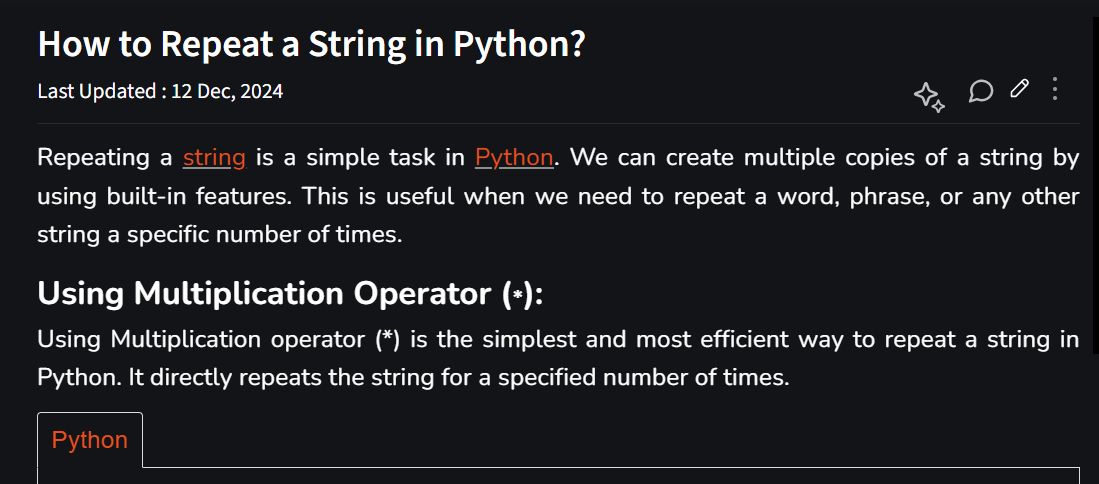 How to Repeat a String in Python?
Last Updated : 12 Dec, 2024
Repeating a string is a simple task in Python. We can create multiple copies of a string by
using built-in features. This is useful when we need to repeat a word, phrase, or any other
string a specific number of times.
Using Multiplication Operator (*):
Using Multiplication operator (*) is the simplest and most efficient way to repeat a string in
Python. It directly repeats the string for a specified number of times.
Python